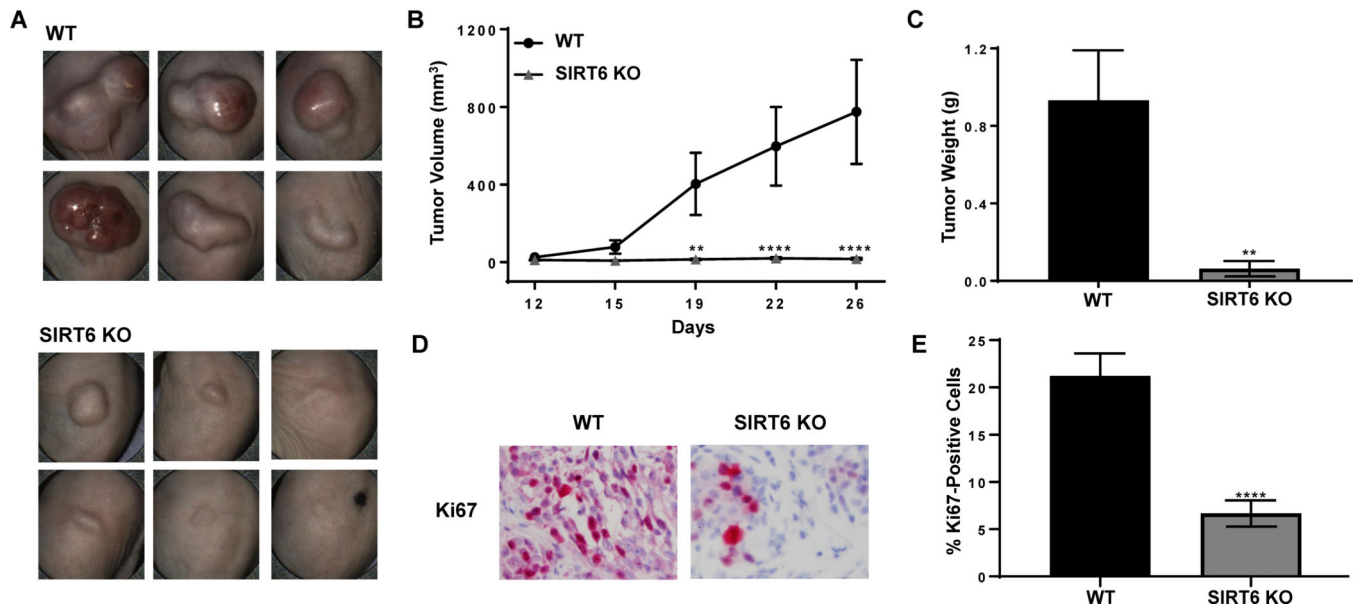 A
WT
SIRT6 KO
B
1200
800
400
0
Tumor Volume (mm³)
WT
SIRT6 KO
**
****
****
12
15
19
22
26
Days
C
1.2
0.8
0.4
0.0
Tumor Weight (g)
**
WT
SIRT6 KO
D
WT
SIRT6 KO
Ki67
E
25
20
15
10
5
0
% Ki67-Positive Cells
****
WT
SIRT6 KO